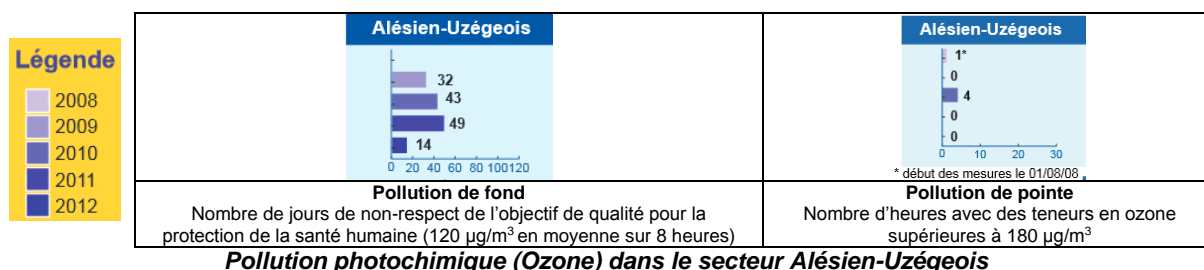 Légende
2008
2009
2010
2011
2012
Alésien-Uzégeois
32
43
49
14
0 20 40 60 80 100120
Pollution de fond
Nombre de jours de non-respect de l'objectif de qualité pour la
protection de la santé humaine (120 µg/m³ en moyenne sur 8 heures)
Alésien-Uzégeois
1*
0
4
0
0
0 10 20 30
* début des mesures le 01/08/08
Pollution de pointe
Nombre d'heures avec des teneurs en ozone
supérieures à 180 µg/m³
Pollution photochimique (Ozone) dans le secteur Alésien-Uzégeois